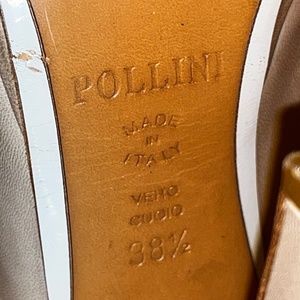 POLLINI
MADE
IN
ITALY
VERO
CUOIO
38½